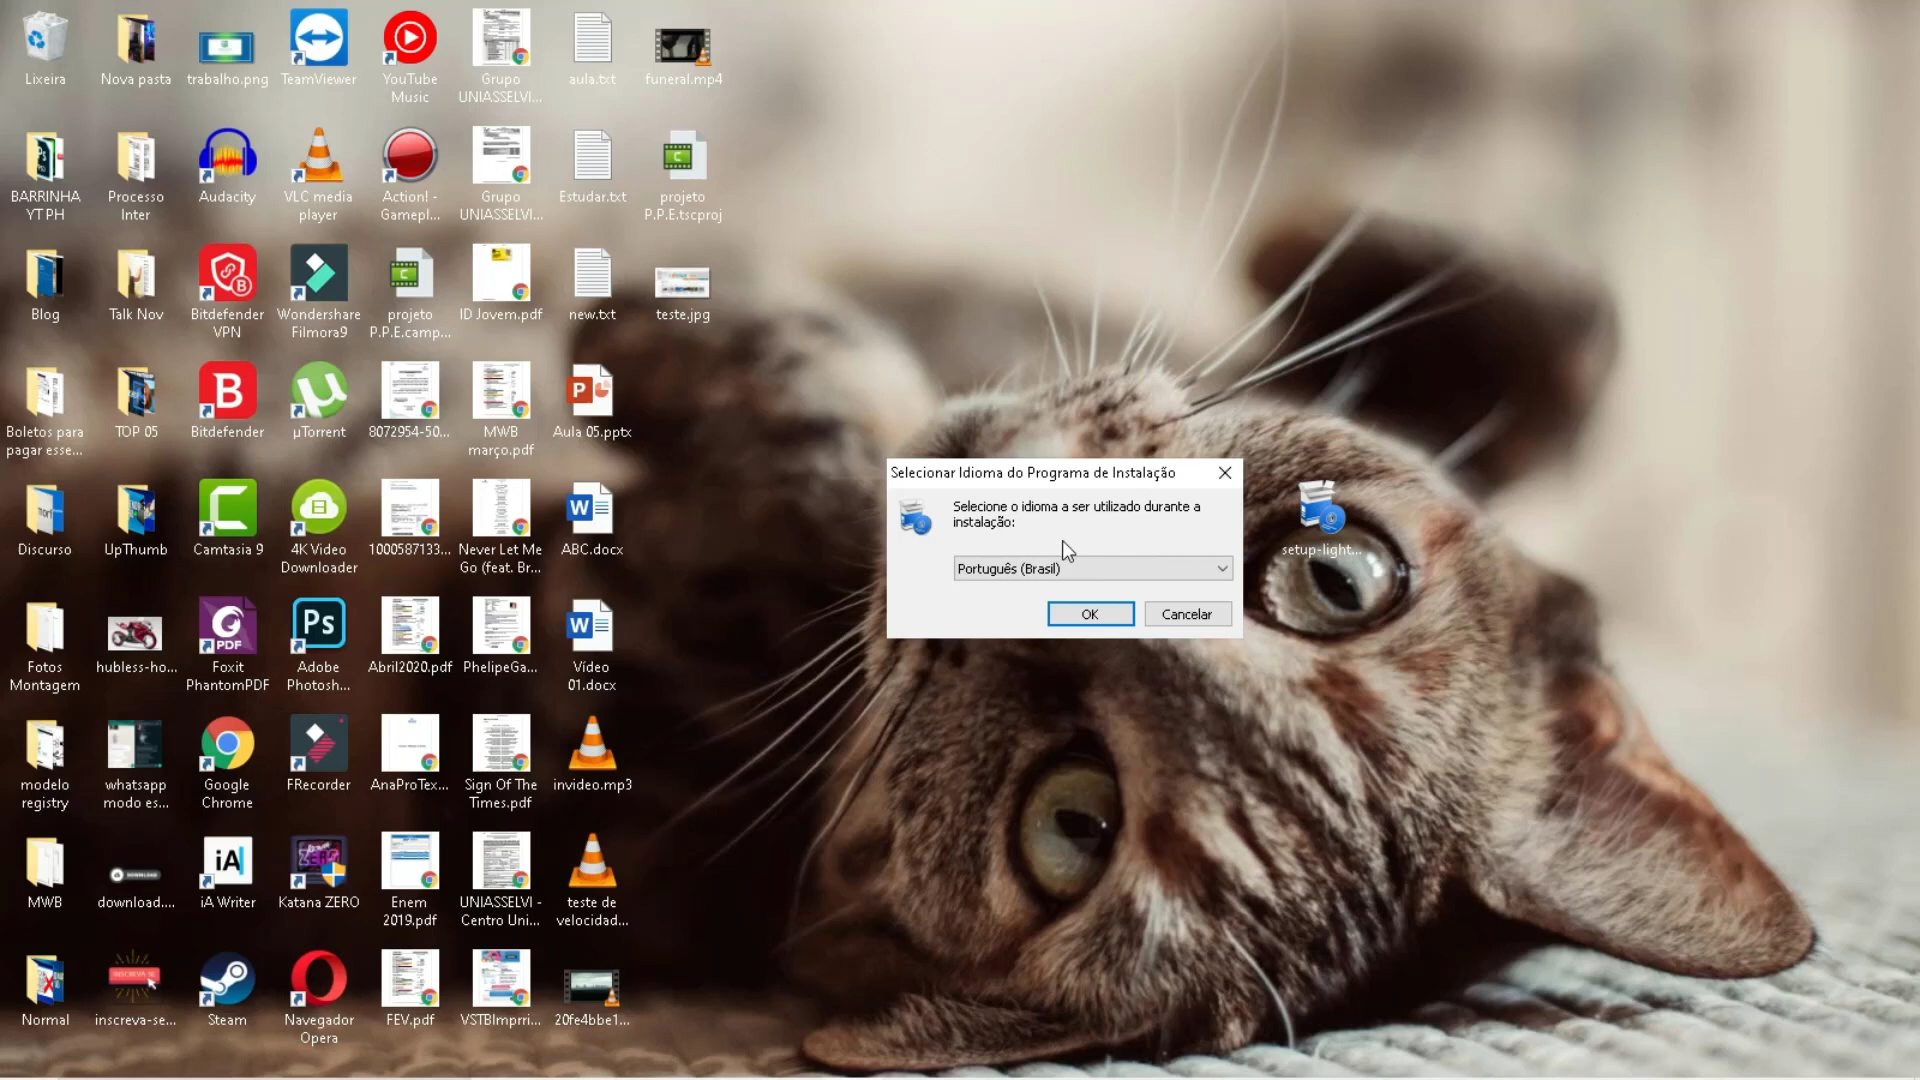 Lixeira
Nova pasta
trabalho.png
TeamViewer
YouTube
Music
Grupo
UNIASSELVI...
aula.txt
funeral.mp4
BARRINHA
YT PH
Processo
Inter
Audacity
VLC media
player
Action! -
Gamepl...
Grupo
UNIASSELVI...
Estudar.txt
projeto
P.P.E.tscproj
Blog
Talk Nov
Bitdefender
VPN
Wondershare
Filmora9
projeto
P.P.E.camp...
ID Jovem.pdf
new.txt
teste.jpg
Boletos para
pagar esse...
TOP 05
Bitdefender
µTorrent
8072954-50...
MWB
março.pdf
Aula 05.pptx
Discurso
UpThumb
Camtasia 9
4K Video
Downloader
1000587133...
Never Let Me
Go (feat. Br...
ABC.docx
Fotos
Montagem
hubless-ho...
PDF
Foxit
PhantomPDF
Ps
Adobe
Photosh...
Abril2020.pdf
PhelipeGa...
Vídeo
01.docx
modelo
registry
whatsapp
modo es...
Google
Chrome
FRecorder
AnaProTex...
Sign Of The
Times.pdf
invideo.mp3
MWB
DOWNLOAD
download....
iA
iA Writer
Katana ZERO
Enem
2019.pdf
UNIASSELVI -
Centro Uni...
teste de
velocidad...
Normal
INSCREVA-SE
inscreva-se...
Steam
Navegador
Opera
FEV.pdf
VSTBImprri...
20fe4bbe1...
Selecionar Idioma do Programa de Instalação
Selecione o idioma a ser utilizado durante a
instalação:
Português (Brasil)
OK
Cancelar
setup-light...